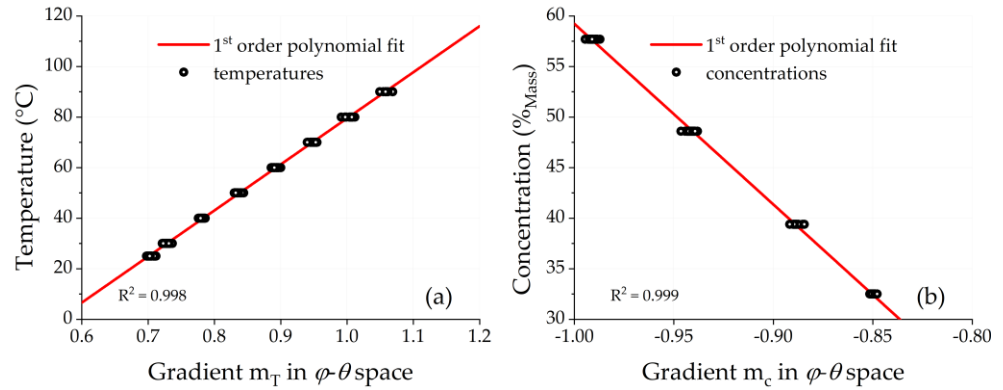 120
100
80
60
40
20
0
Temperature (°C)
1st order polynomial fit
temperatures
R² = 0.998
(a)
0.6 0.7 0.8 0.9 1.0 1.1 1.2
Gradient m_T in φ-θ space
60
55
50
45
40
35
30
Concentration (%Mass)
1st order polynomial fit
concentrations
R² = 0.999
(b)
-1.00 -0.95 -0.90 -0.85 -0.80
Gradient m_c in φ-θ space